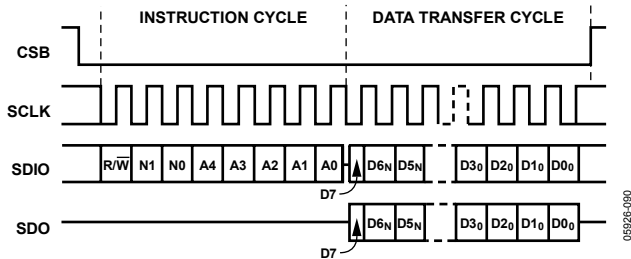 INSTRUCTION CYCLE DATA TRANSFER CYCLE
CSB
SCLK
SDIO R/W̅ N1 N0 A4 A3 A2 A1 A0 D6N D5N D30 D20 D10 D00
D7
SDO D6N D5N D30 D20 D10 D00
D7
05926-090